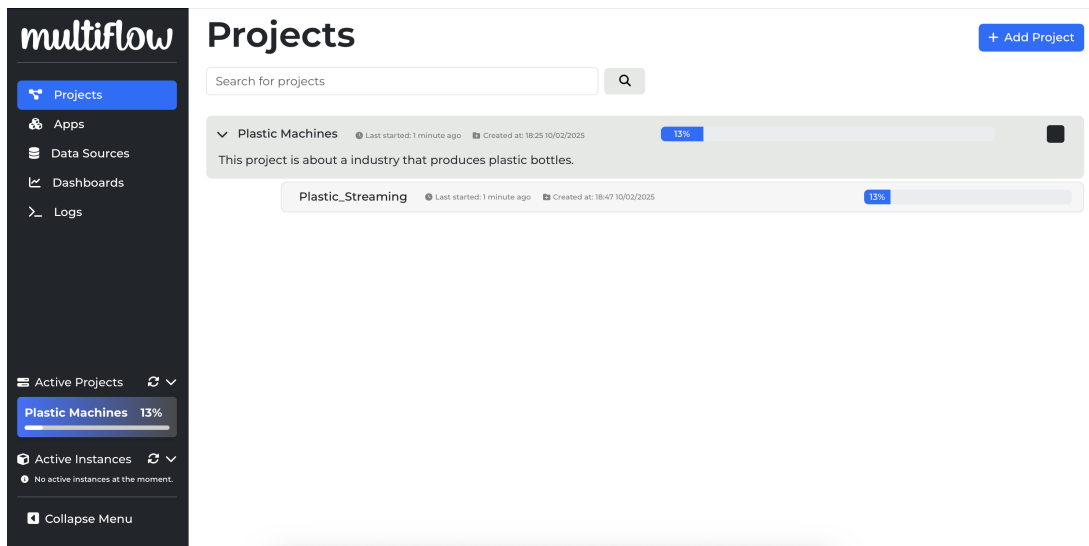 multiflow
Projects
Apps
Data Sources
Dashboards
Logs
Active Projects
Plastic Machines 13%
Active Instances
No active instances at the moment.
Collapse Menu
Projects
+ Add Project
Search for projects
Plastic Machines Last started: 1 minute ago Created at: 18:25 10/02/2025 13%
This project is about a industry that produces plastic bottles.
Plastic_Streaming Last started: 1 minute ago Created at: 18:47 10/02/2025 13%